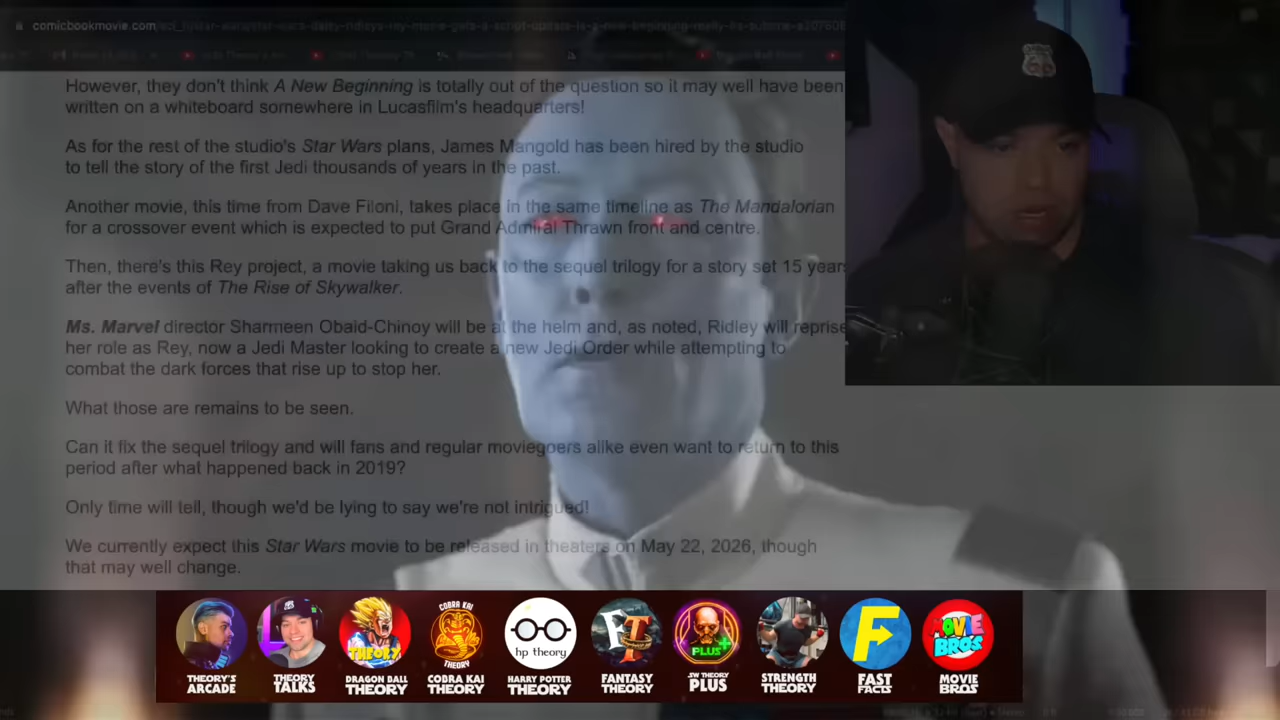 comicbookmovie.com
However, they don't think A New Beginning is totally out of the question so it may well have been
written on a whiteboard somewhere in Lucasfilm's headquarters!
As for the rest of the studio's Star Wars plans, James Mangold has been hired by the studio
to tell the story of the first Jedi thousands of years in the past.
Another movie, this time from Dave Filoni, takes place in the same timeline as The Mandalorian
for a crossover event which is expected to put Grand Admiral Thrawn front and centre.
Then, there's this Rey project, a movie taking us back to the sequel trilogy for a story set 15 years
after the events of The Rise of Skywalker.
Ms. Marvel director Sharmeen Obaid-Chinoy will be at the helm and, as noted, Ridley will reprise
her role as Rey, now a Jedi Master looking to create a new Jedi Order while attempting to
combat the dark forces that rise up to stop her.
What those are remains to be seen.
Can it fix the sequel trilogy and will fans and regular moviegoers alike even want to return to this
period after what happened back in 2019?
Only time will tell, though we'd be lying to say we're not intrigued!
We currently expect this Star Wars movie to be released in theaters on May 22, 2026, though
that may well change.
COBRA KAI
THEORY
hp theory
FT
PLUS+
F
MOVIE
BROS
THEORY'S
ARCADE
THEORY
TALKS
DRAGON BALL
THEORY
COBRA KAI
THEORY
HARRY POTTER
THEORY
FANTASY
THEORY
SW THEORY
PLUS
STRENGTH
THEORY
FAST
FACTS
MOVIE
BROS